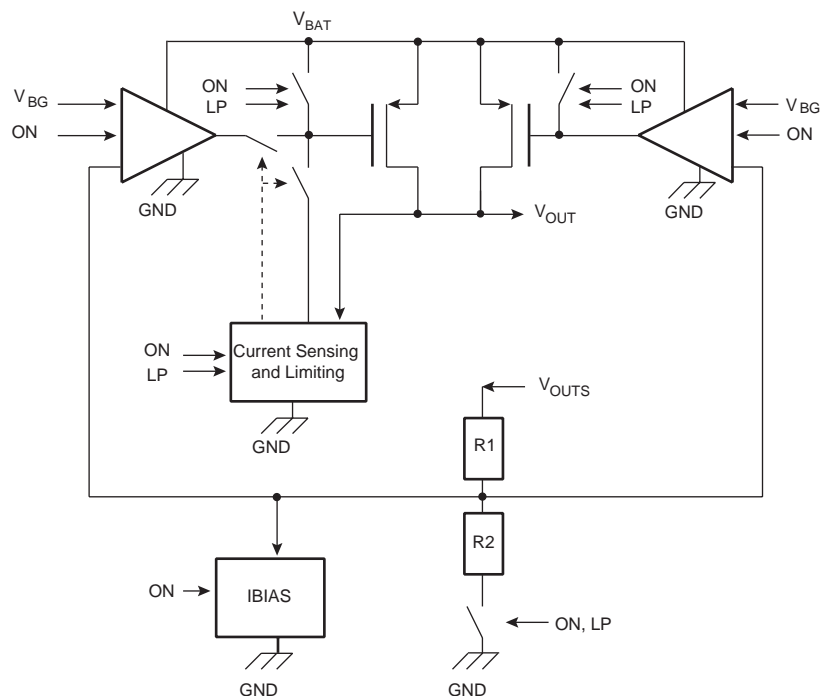 VBAT
ON
LP
ON
LP
VBG
ON
VBG
ON
GND
GND
VOUT
ON
LP
Current Sensing
and Limiting
GND
VOUTS
R1
R2
ON
IBIAS
ON, LP
GND
GND